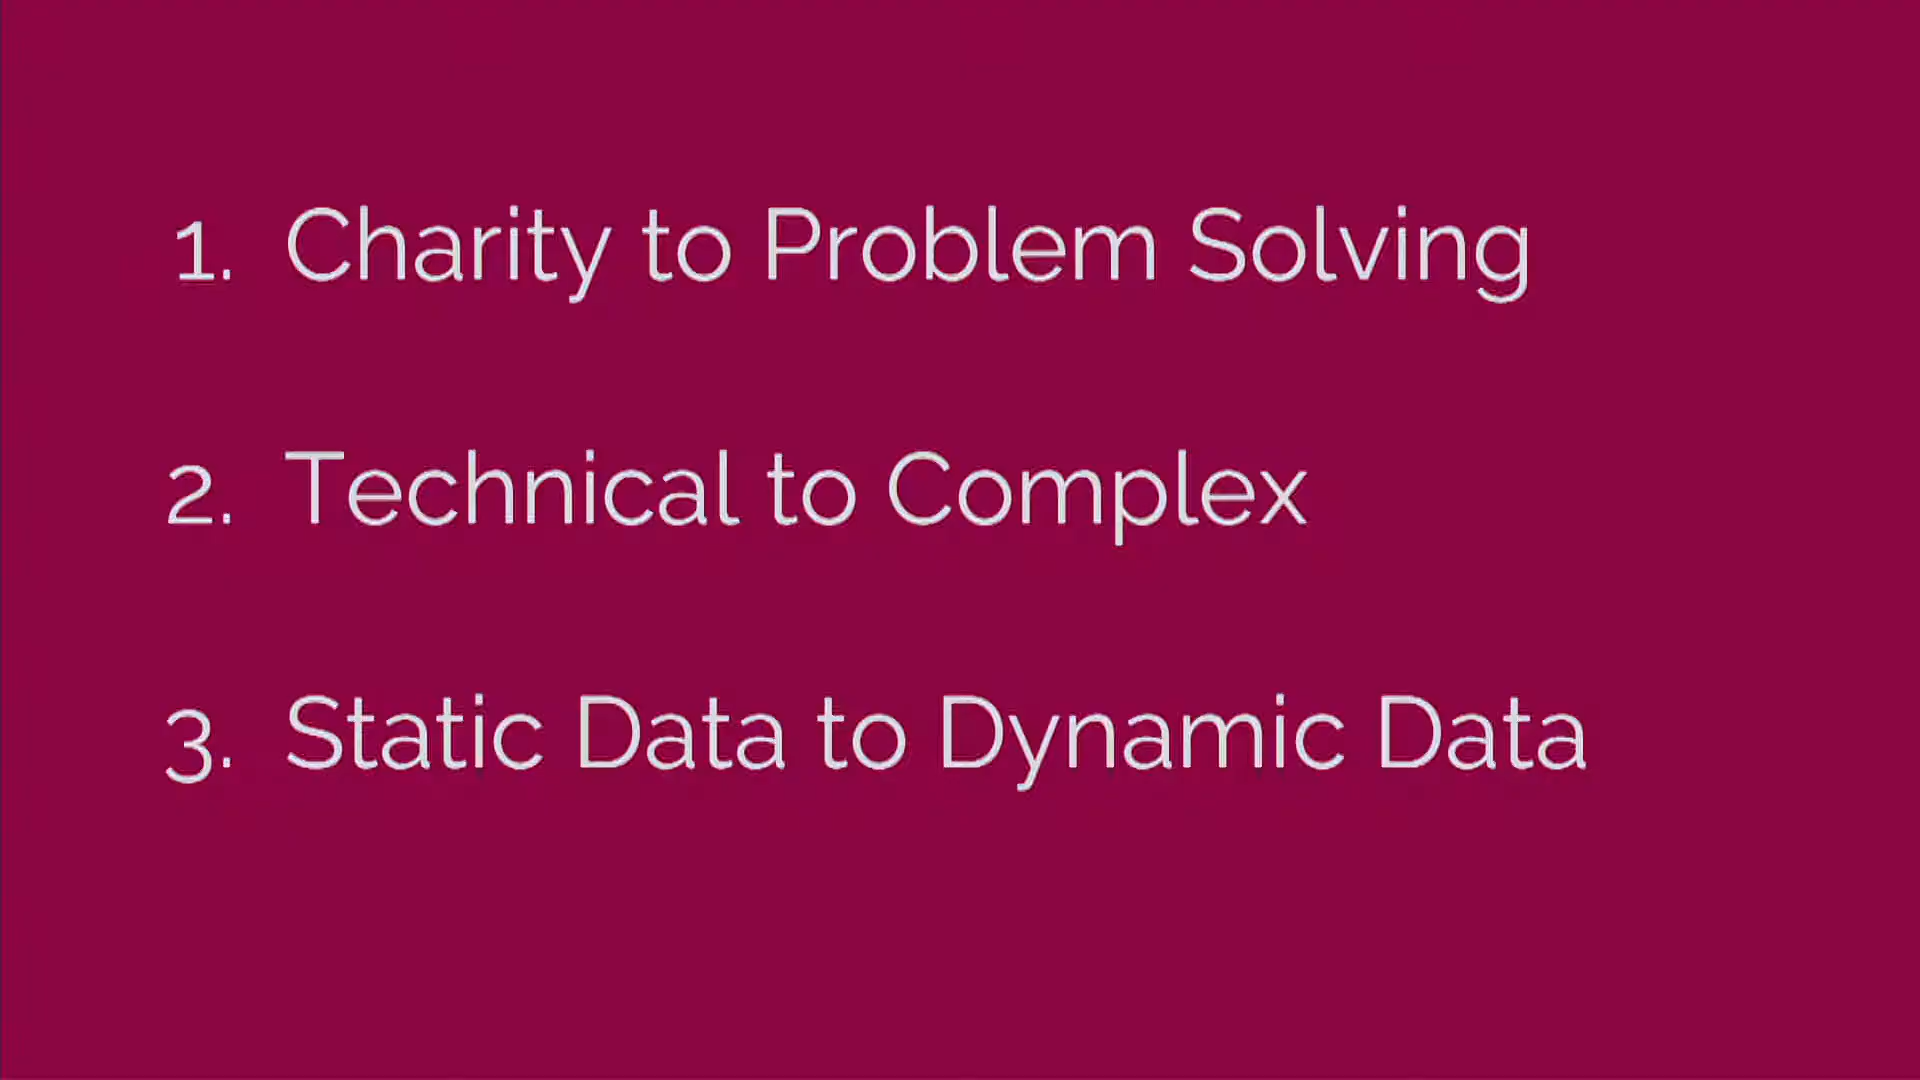 1. Charity to Problem Solving
2. Technical to Complex
3. Static Data to Dynamic Data